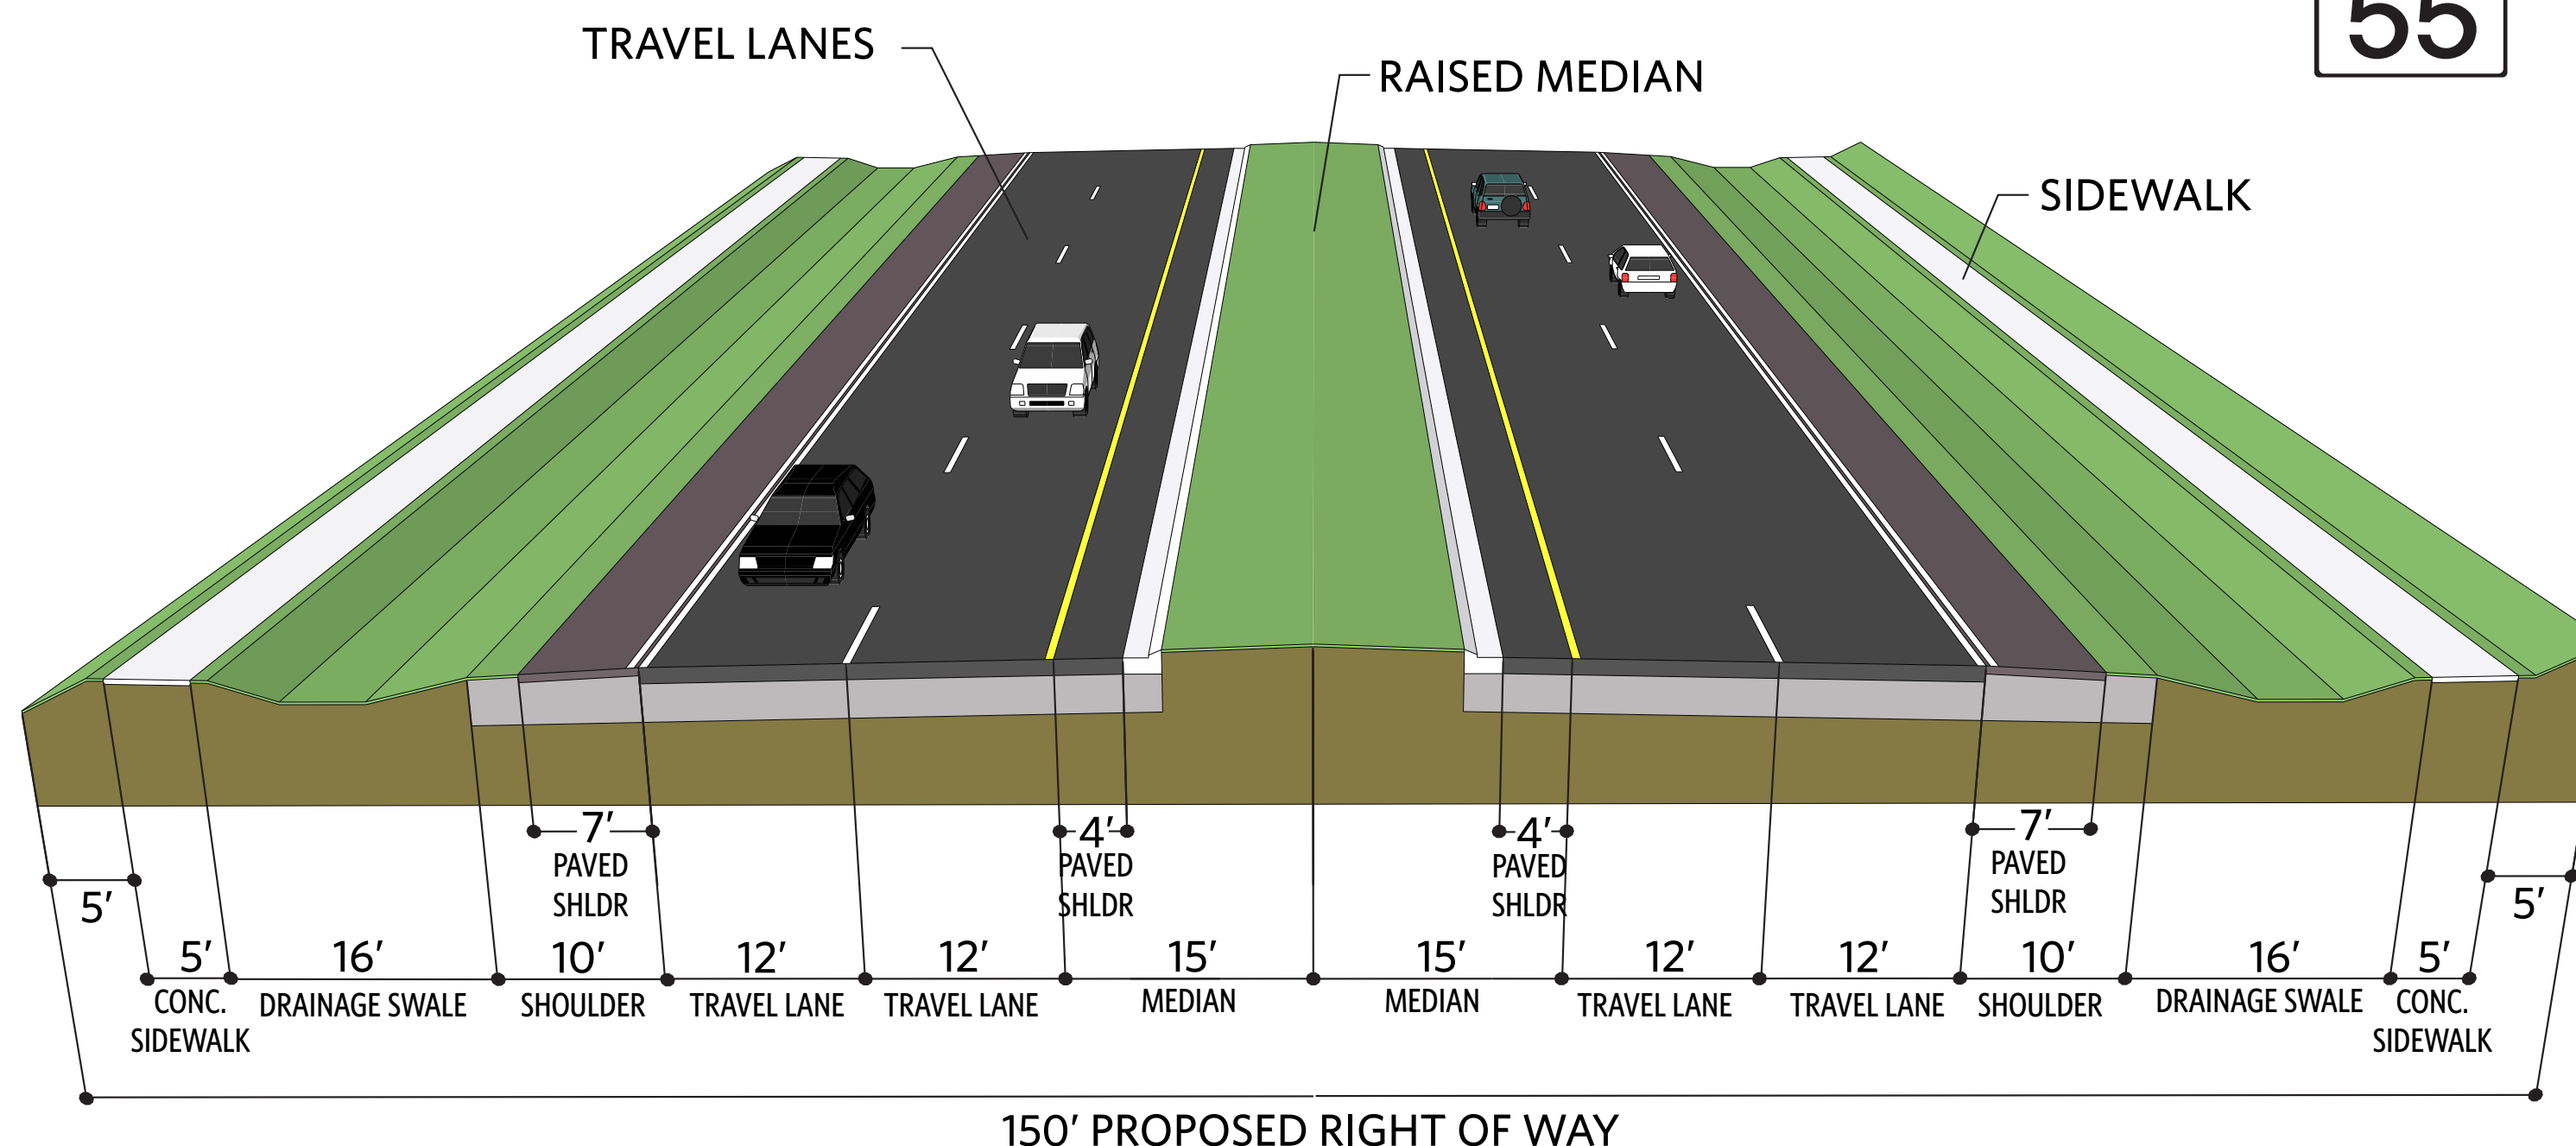 55
TRAVEL LANES
RAISED MEDIAN
SIDEWALK
7’
PAVED
SHLDR
4’
PAVED
SHLDR
4’
PAVED
SHLDR
7’
PAVED
SHLDR
5’
5’
5’
16’
10’
12’
12’
15’
15’
12’
12’
10’
16’
5’
CONC.
SIDEWALK
DRAINAGE SWALE
SHOULDER
TRAVEL LANE
TRAVEL LANE
MEDIAN
MEDIAN
TRAVEL LANE
TRAVEL LANE
SHOULDER
DRAINAGE SWALE
CONC.
SIDEWALK
150’ PROPOSED RIGHT OF WAY